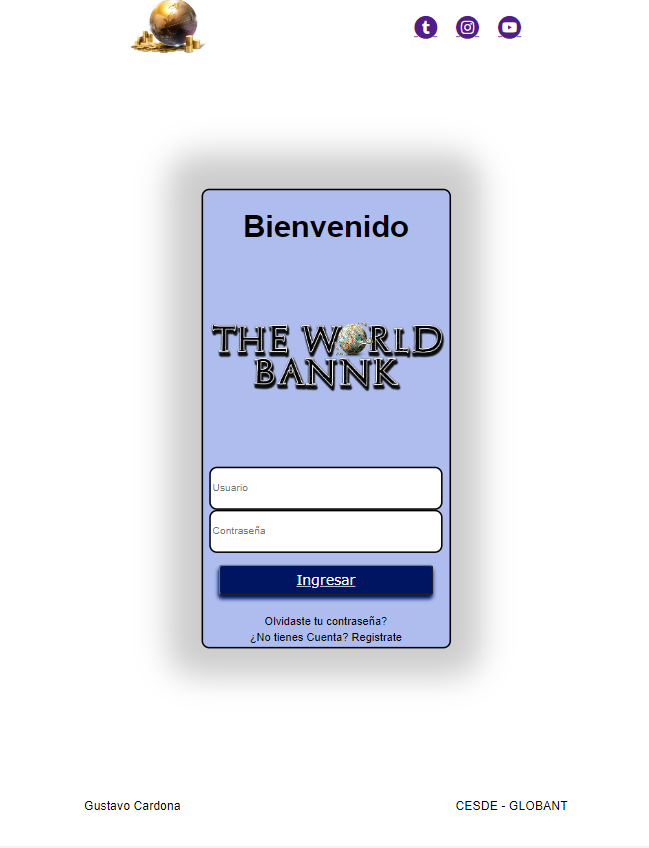 Bienvenido
THE WORLD
BANNK
Usuario
Contraseña
Ingresar
Olvidaste tu contraseña?
¿No tienes Cuenta? Registrate
Gustavo Cardona
CESDE - GLOBANT